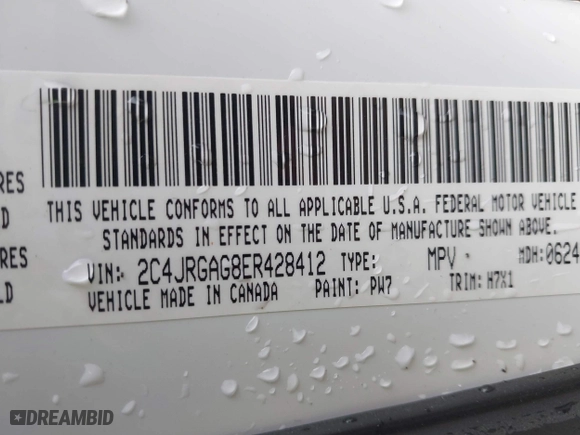 THIS VEHICLE CONFORMS TO ALL APPLICABLE U.S.A. FEDERAL MOTOR VEHICLE
STANDARDS IN EFFECT ON THE DATE OF MANUFACTURE SHOWN ABOVE.
VIN: 2C4JRGAG8ER428412 TYPE: MPV MDH: 0624
VEHICLE MADE IN CANADA PAINT: PW7 TRIM: H7X1
RES
D
RES
LD
DREAMBID